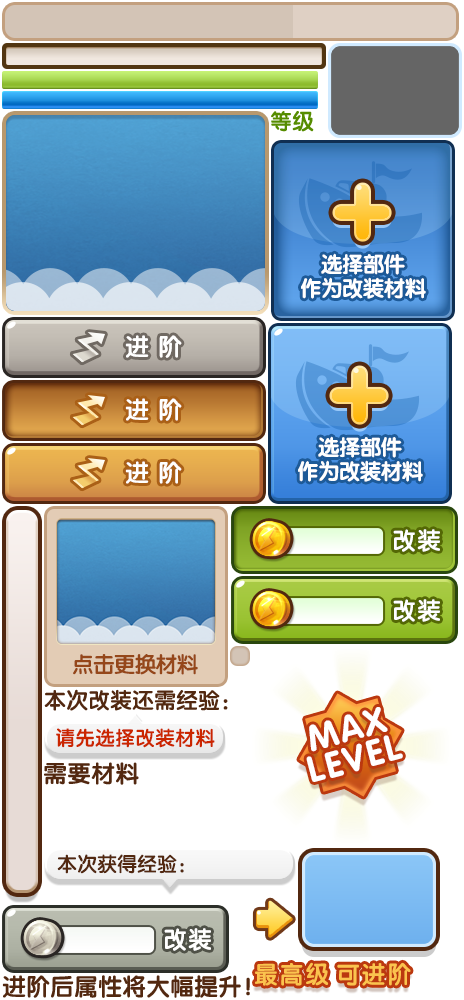 等级
选择部件
作为改装材料
进 阶
进 阶
选择部件
作为改装材料
进 阶
改装
改装
点击更换材料
本次改装还需经验：
请先选择改装材料
需要材料
MAX
LEVEL
本次获得经验：
改装
最高级 可进阶
进阶后属性将大幅提升！